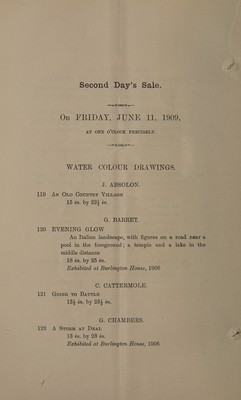 Second Day's Sale.
On FRIDAY, JUNE 11, 1909,
AT ONE O'CLOCK PRECISELY.
WATER COLOUR DRAWINGS.
J. ABSOLON.
119 AN OLD COUNTRY VILLAGE
15 in. by 22½ in.
G. BARRET.
120 EVENING GLOW
An Italian landscape, with figures on a road near a
pool in the foreground; a temple and a lake in the
middle distance
18 in. by 25 in.
Exhibited at Burlington House, 1906
C. CATTERMOLE.
121 GOING TO BATTLE
13½ in. by 23½ in.
G. CHAMBERS.
122 A STORM AT DEAL
13 in. by 23 in.
Exhibited at Burlington House, 1906